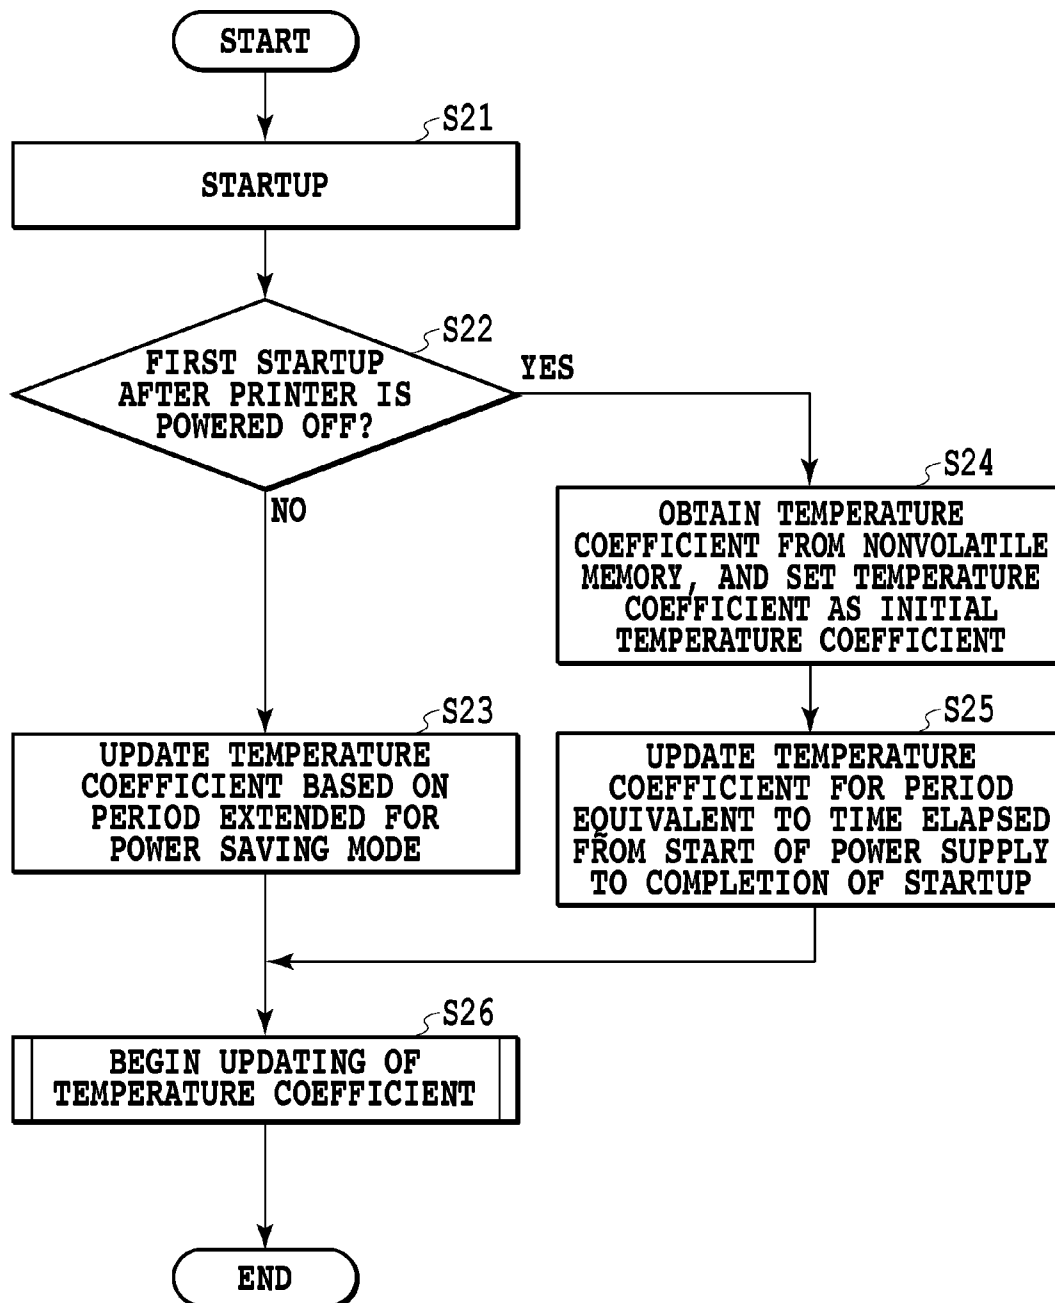 START
S21
STARTUP
S22
FIRST STARTUP
AFTER PRINTER IS
POWERED OFF?
YES
NO
S24
OBTAIN TEMPERATURE
COEFFICIENT FROM NONVOLATILE
MEMORY, AND SET TEMPERATURE
COEFFICIENT AS INITIAL
TEMPERATURE COEFFICIENT
S23
UPDATE TEMPERATURE
COEFFICIENT BASED ON
PERIOD EXTENDED FOR
POWER SAVING MODE
S25
UPDATE TEMPERATURE
COEFFICIENT FOR PERIOD
EQUIVALENT TO TIME ELAPSED
FROM START OF POWER SUPPLY
TO COMPLETION OF STARTUP
S26
BEGIN UPDATING OF
TEMPERATURE COEFFICIENT
END